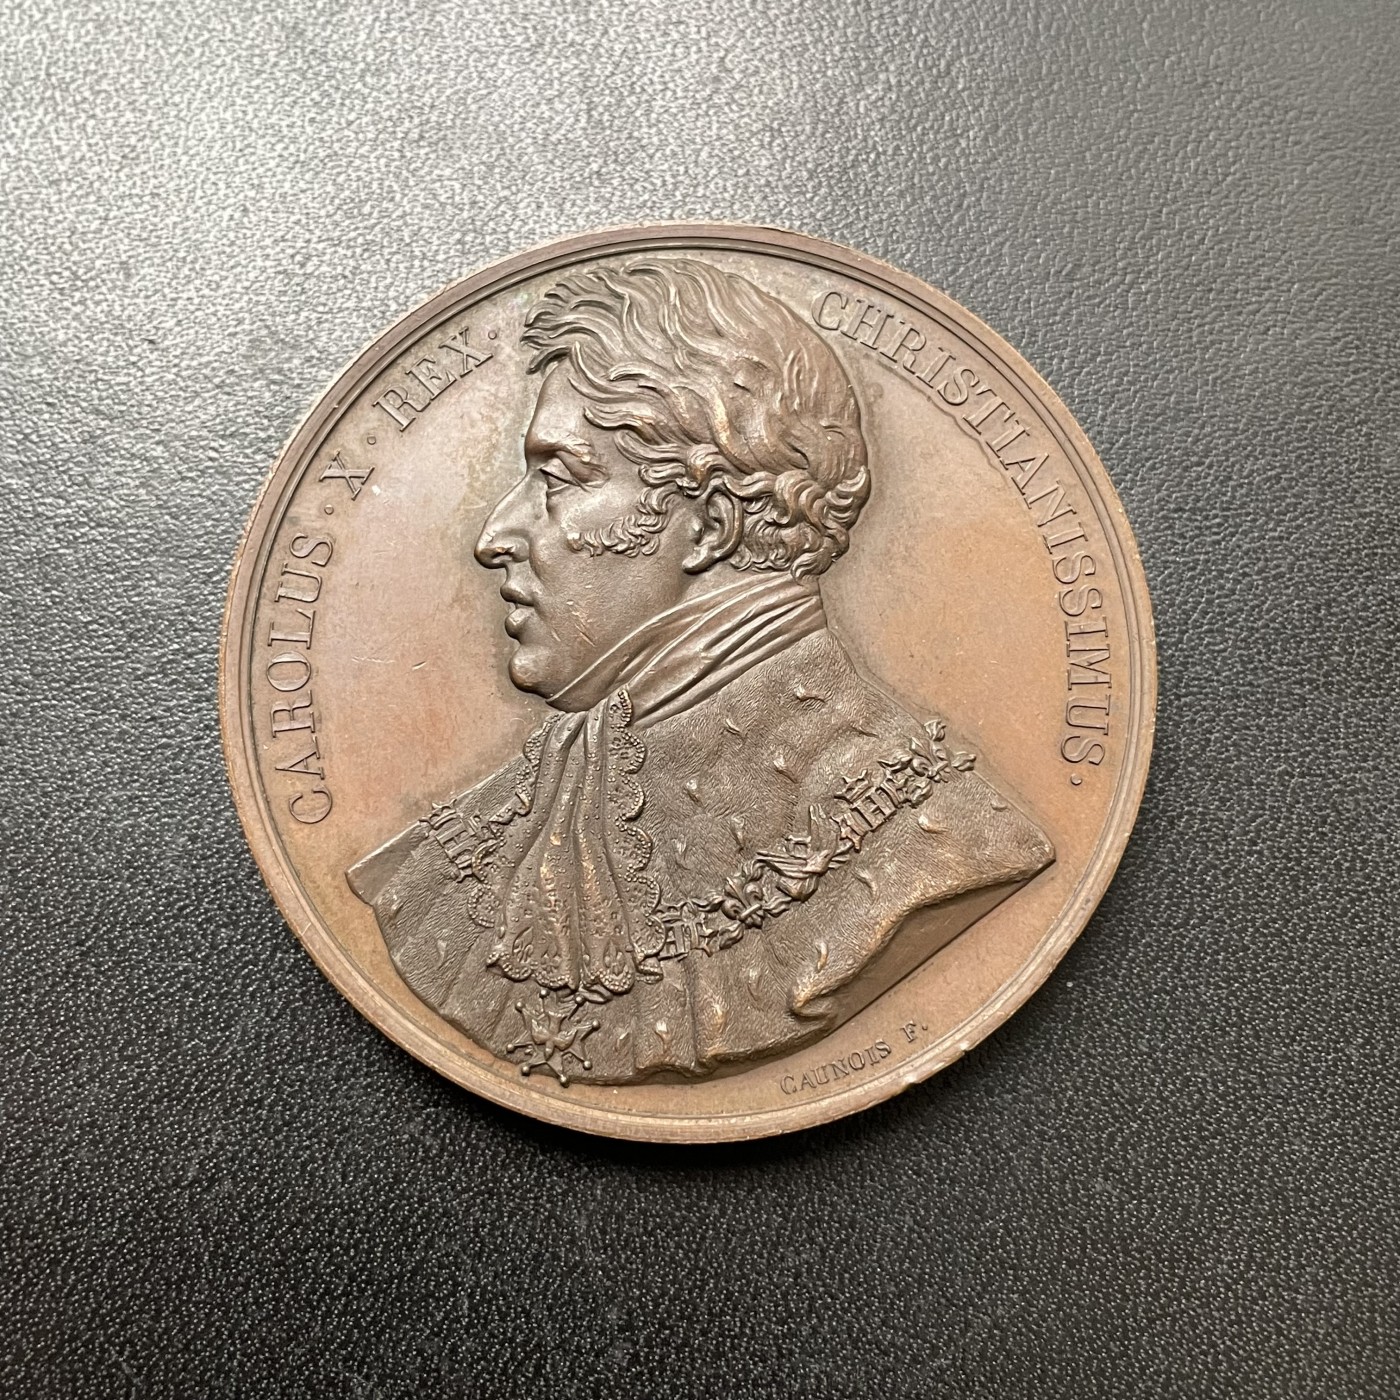 CAROLUS · X · REX · CHRISTIANISSIMUS.
CAUNOIS F.